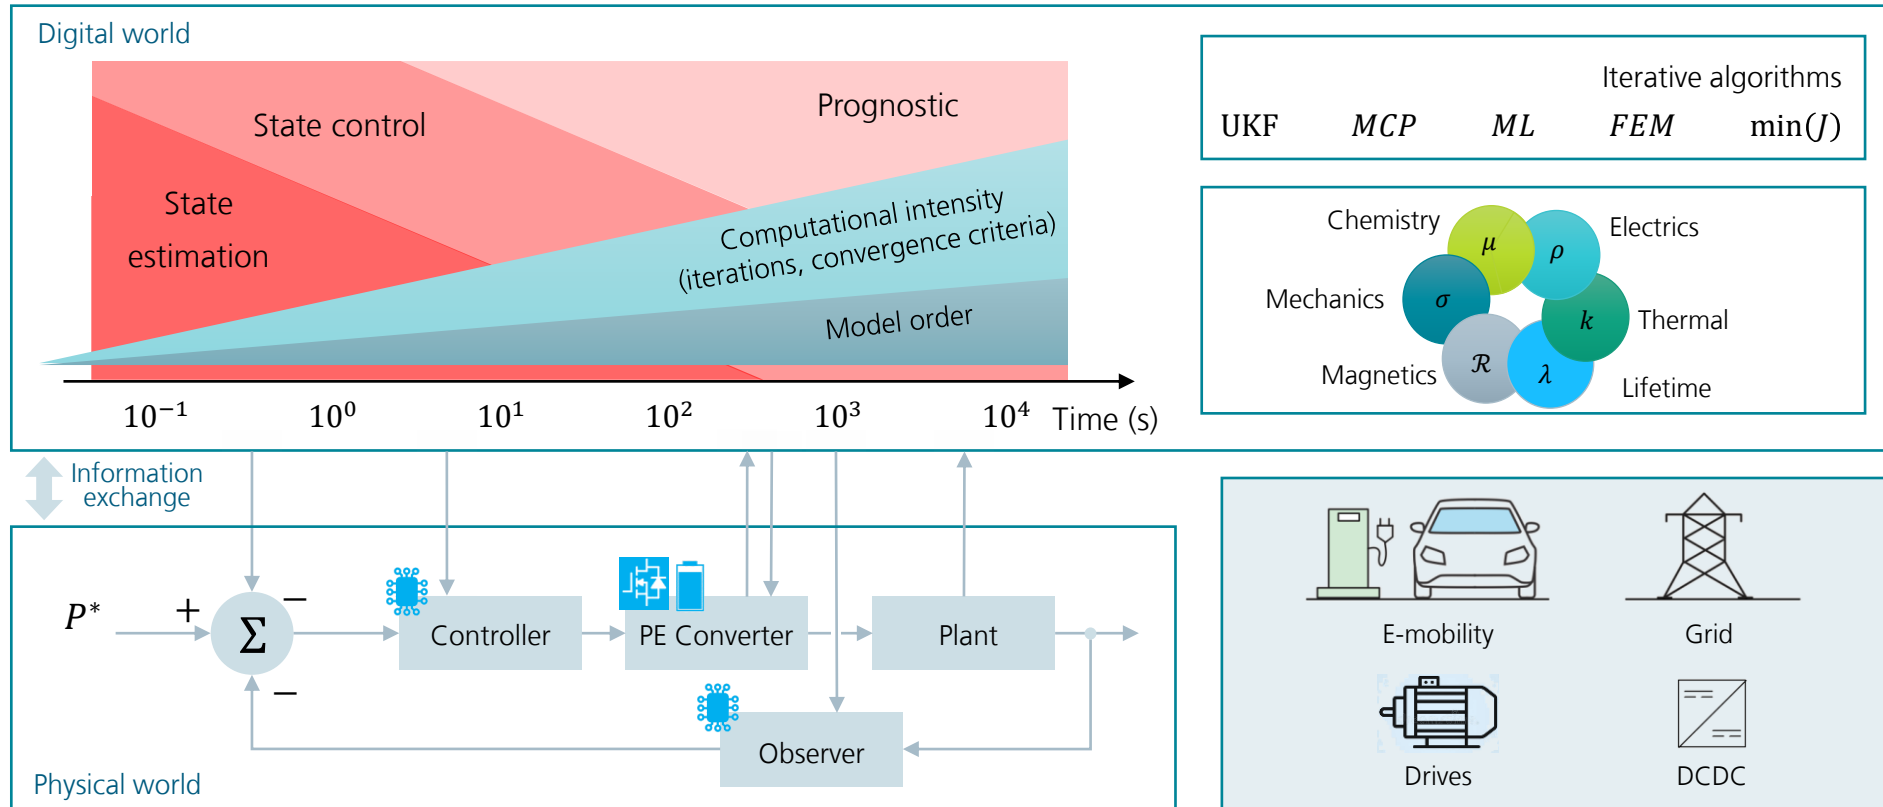 Digital world
State control
Prognostic
State
estimation
Computational intensity
(iterations, convergence criteria)
Model order
10⁻¹ 10⁰ 10¹ 10² 10³ 10⁴ Time (s)
Iterative algorithms
UKF MCP ML FEM min(J)
Chemistry μ ρ Electrics
Mechanics σ k Thermal
Magnetics ℛ λ Lifetime
Information
exchange
P* + Σ − −
Controller
PE Converter
Plant
Observer
Physical world
E-mobility
Grid
Drives
DCDC